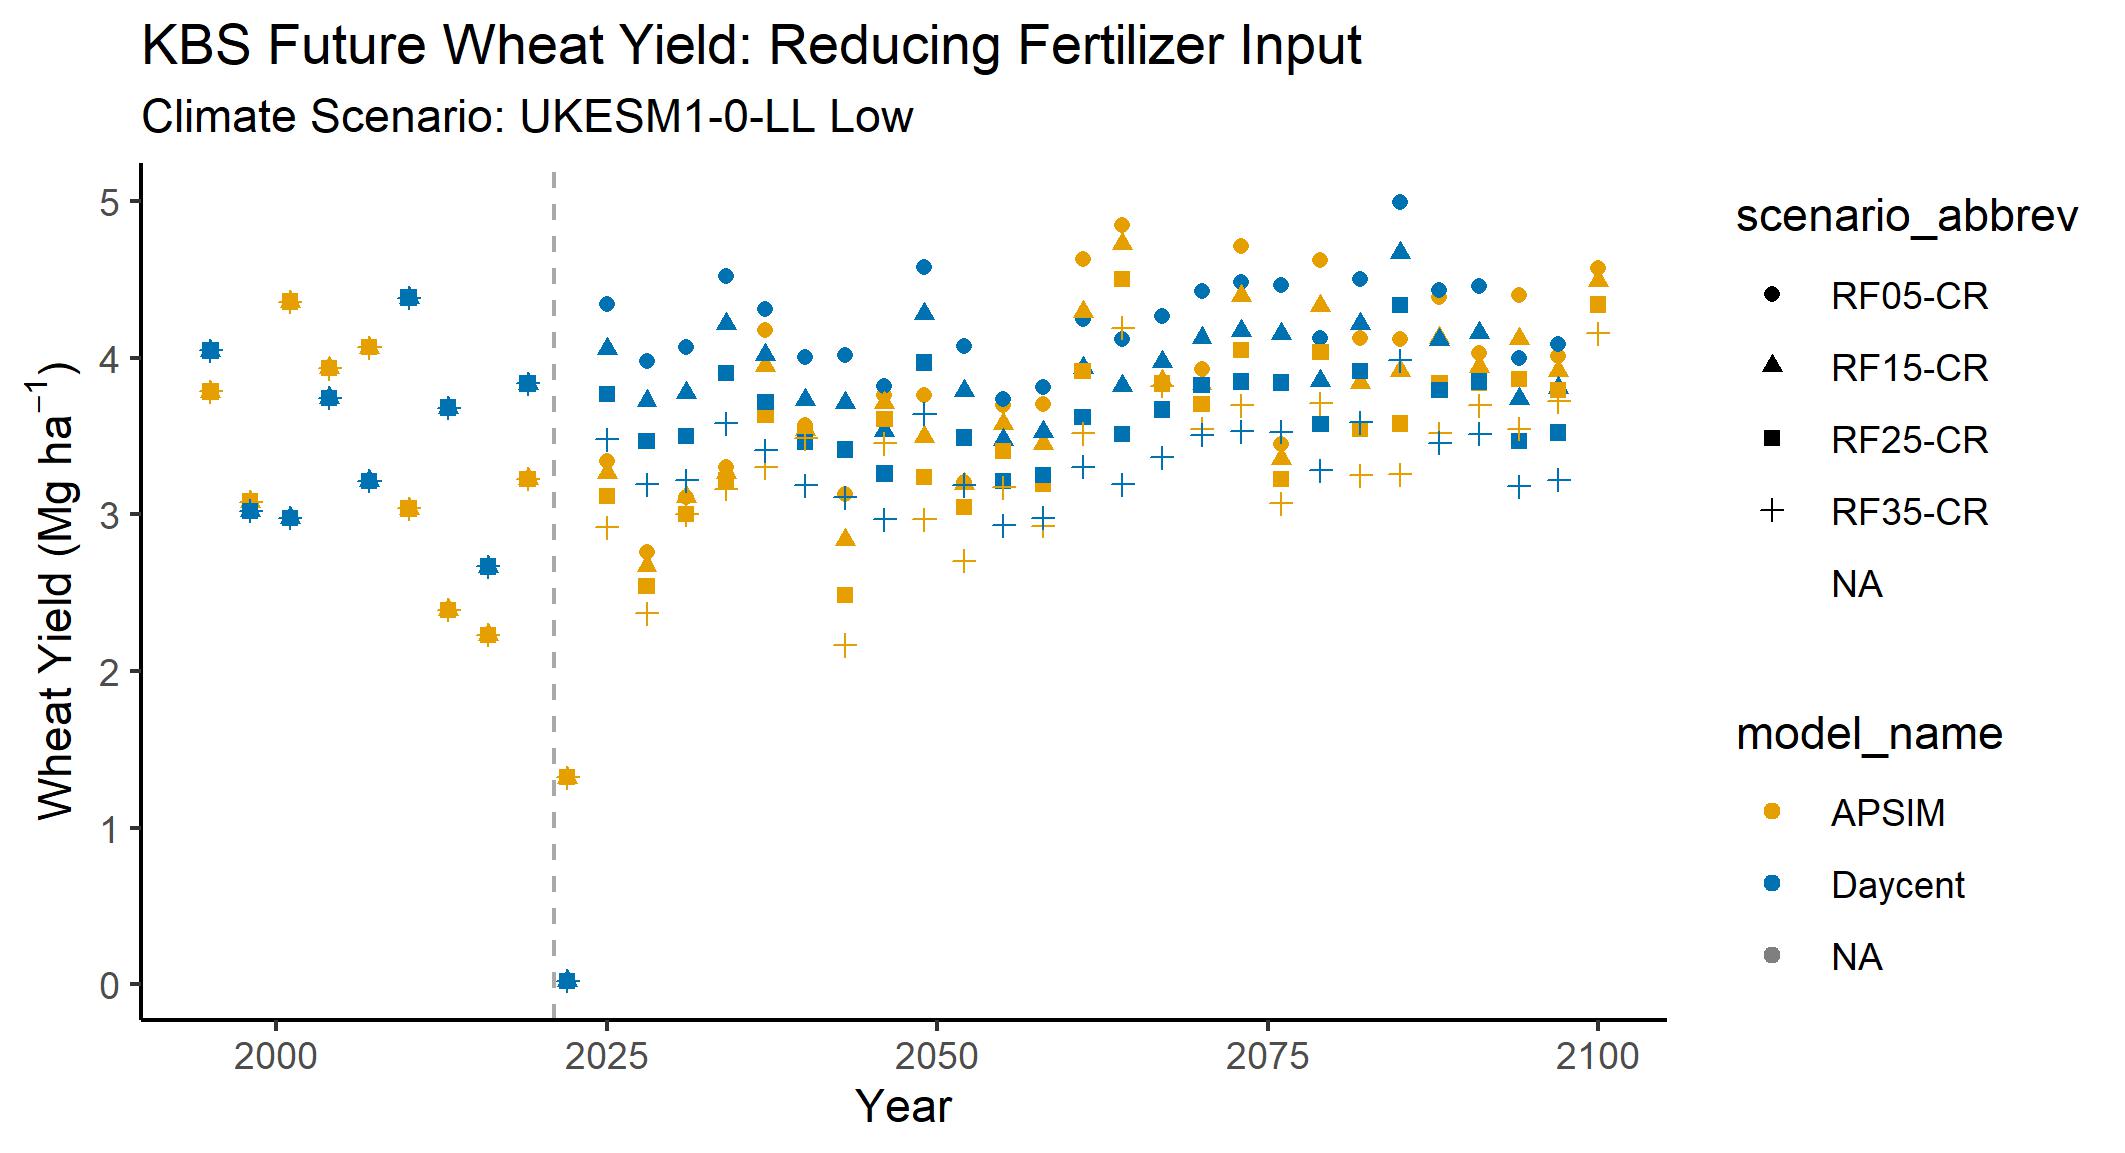 KBS Future Wheat Yield: Reducing Fertilizer Input
Climate Scenario: UKESM1-0-LL Low
Wheat Yield (Mg ha⁻¹)
5
4
3
2
1
0
2000 2025 2050 2075 2100
Year
scenario_abbrev
RF05-CR
RF15-CR
RF25-CR
RF35-CR
NA
model_name
APSIM
Daycent
NA